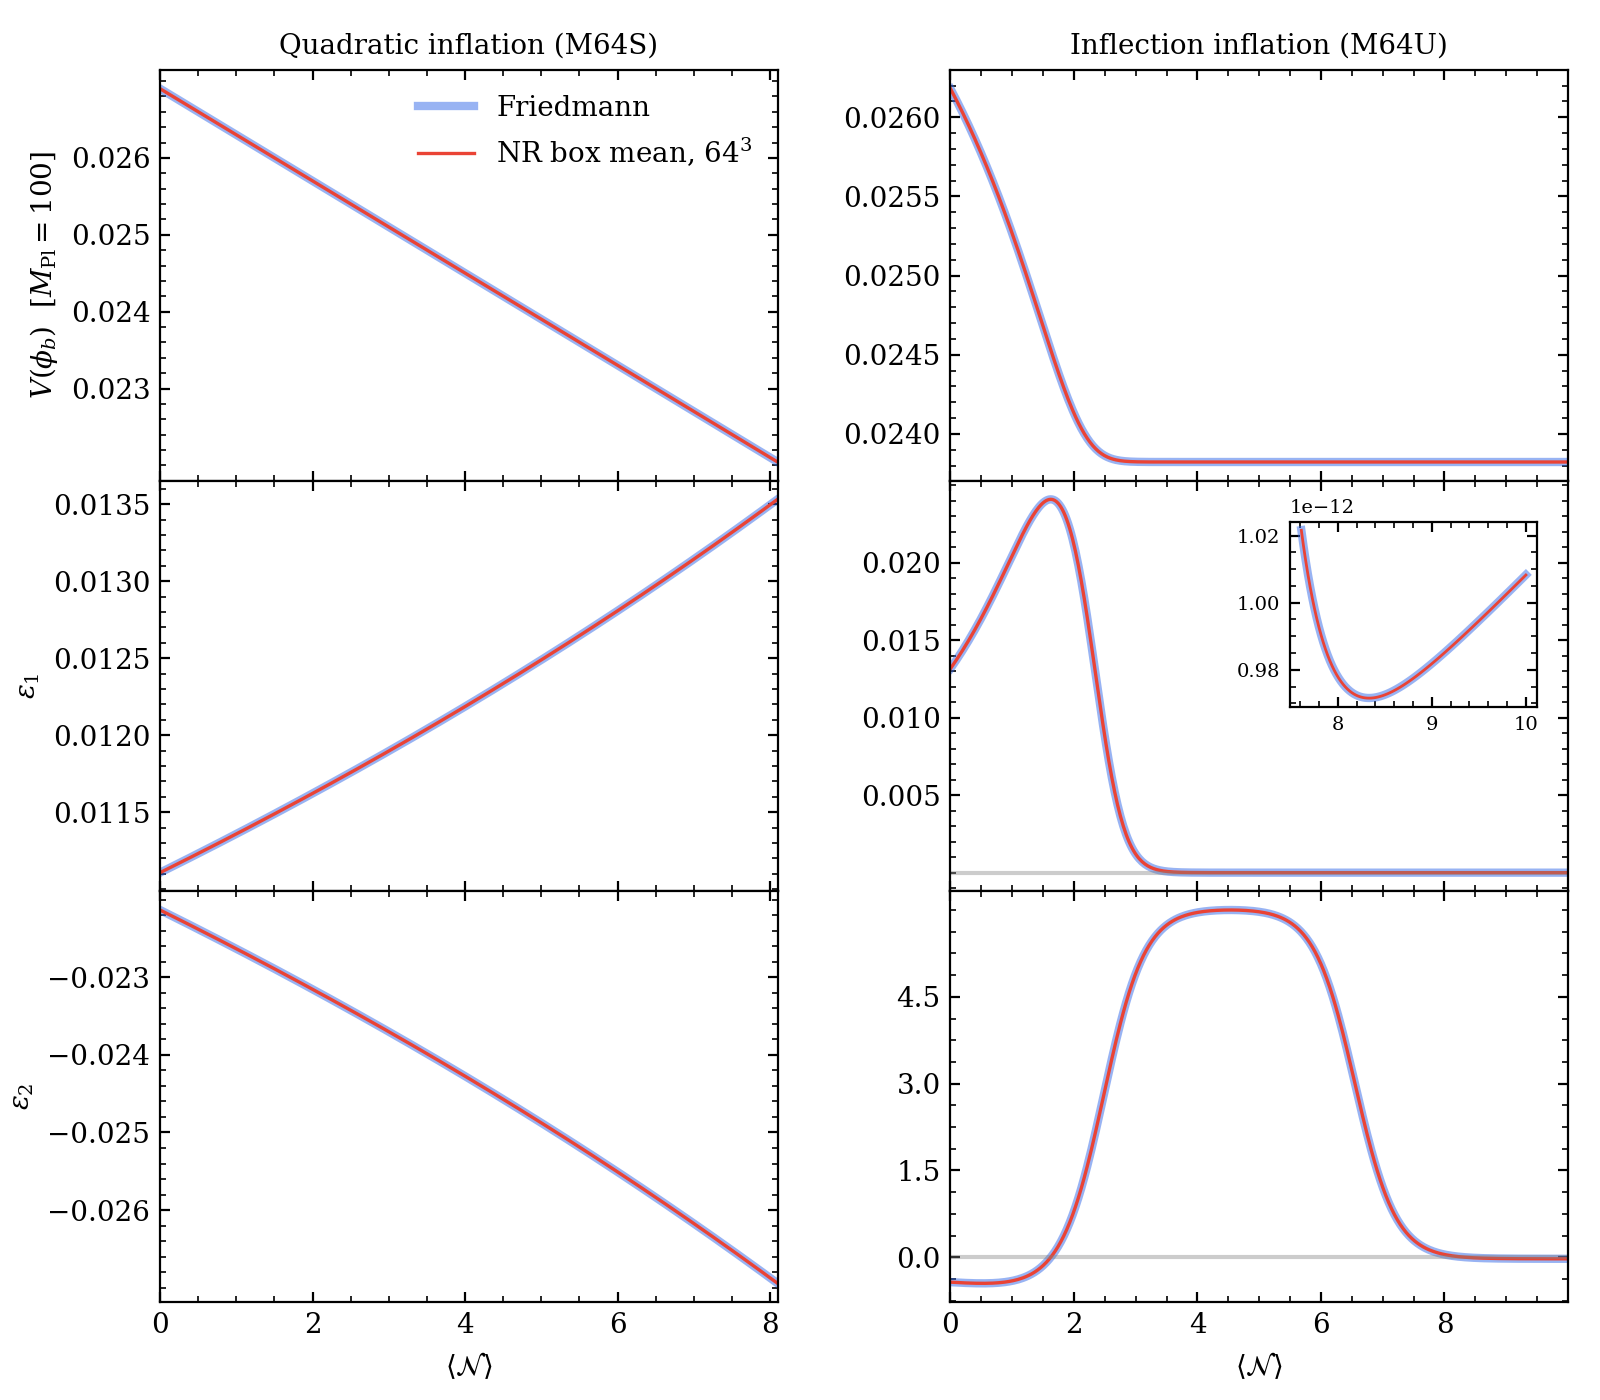 Quadratic inflation (M64S)
Inflection inflation (M64U)
Friedmann
NR box mean, 64³
V(ϕ_b) [M_Pl = 100]
0.026
0.025
0.024
0.023
0.0260
0.0255
0.0250
0.0245
0.0240
ε₁
0.0135
0.0130
0.0125
0.0120
0.0115
0.020
0.015
0.010
0.005
1e−12
1.02
1.00
0.98
8 9 10
ε₂
−0.023
−0.024
−0.025
−0.026
4.5
3.0
1.5
0.0
0 2 4 6 8
0 2 4 6 8
⟨𝒩⟩
⟨𝒩⟩